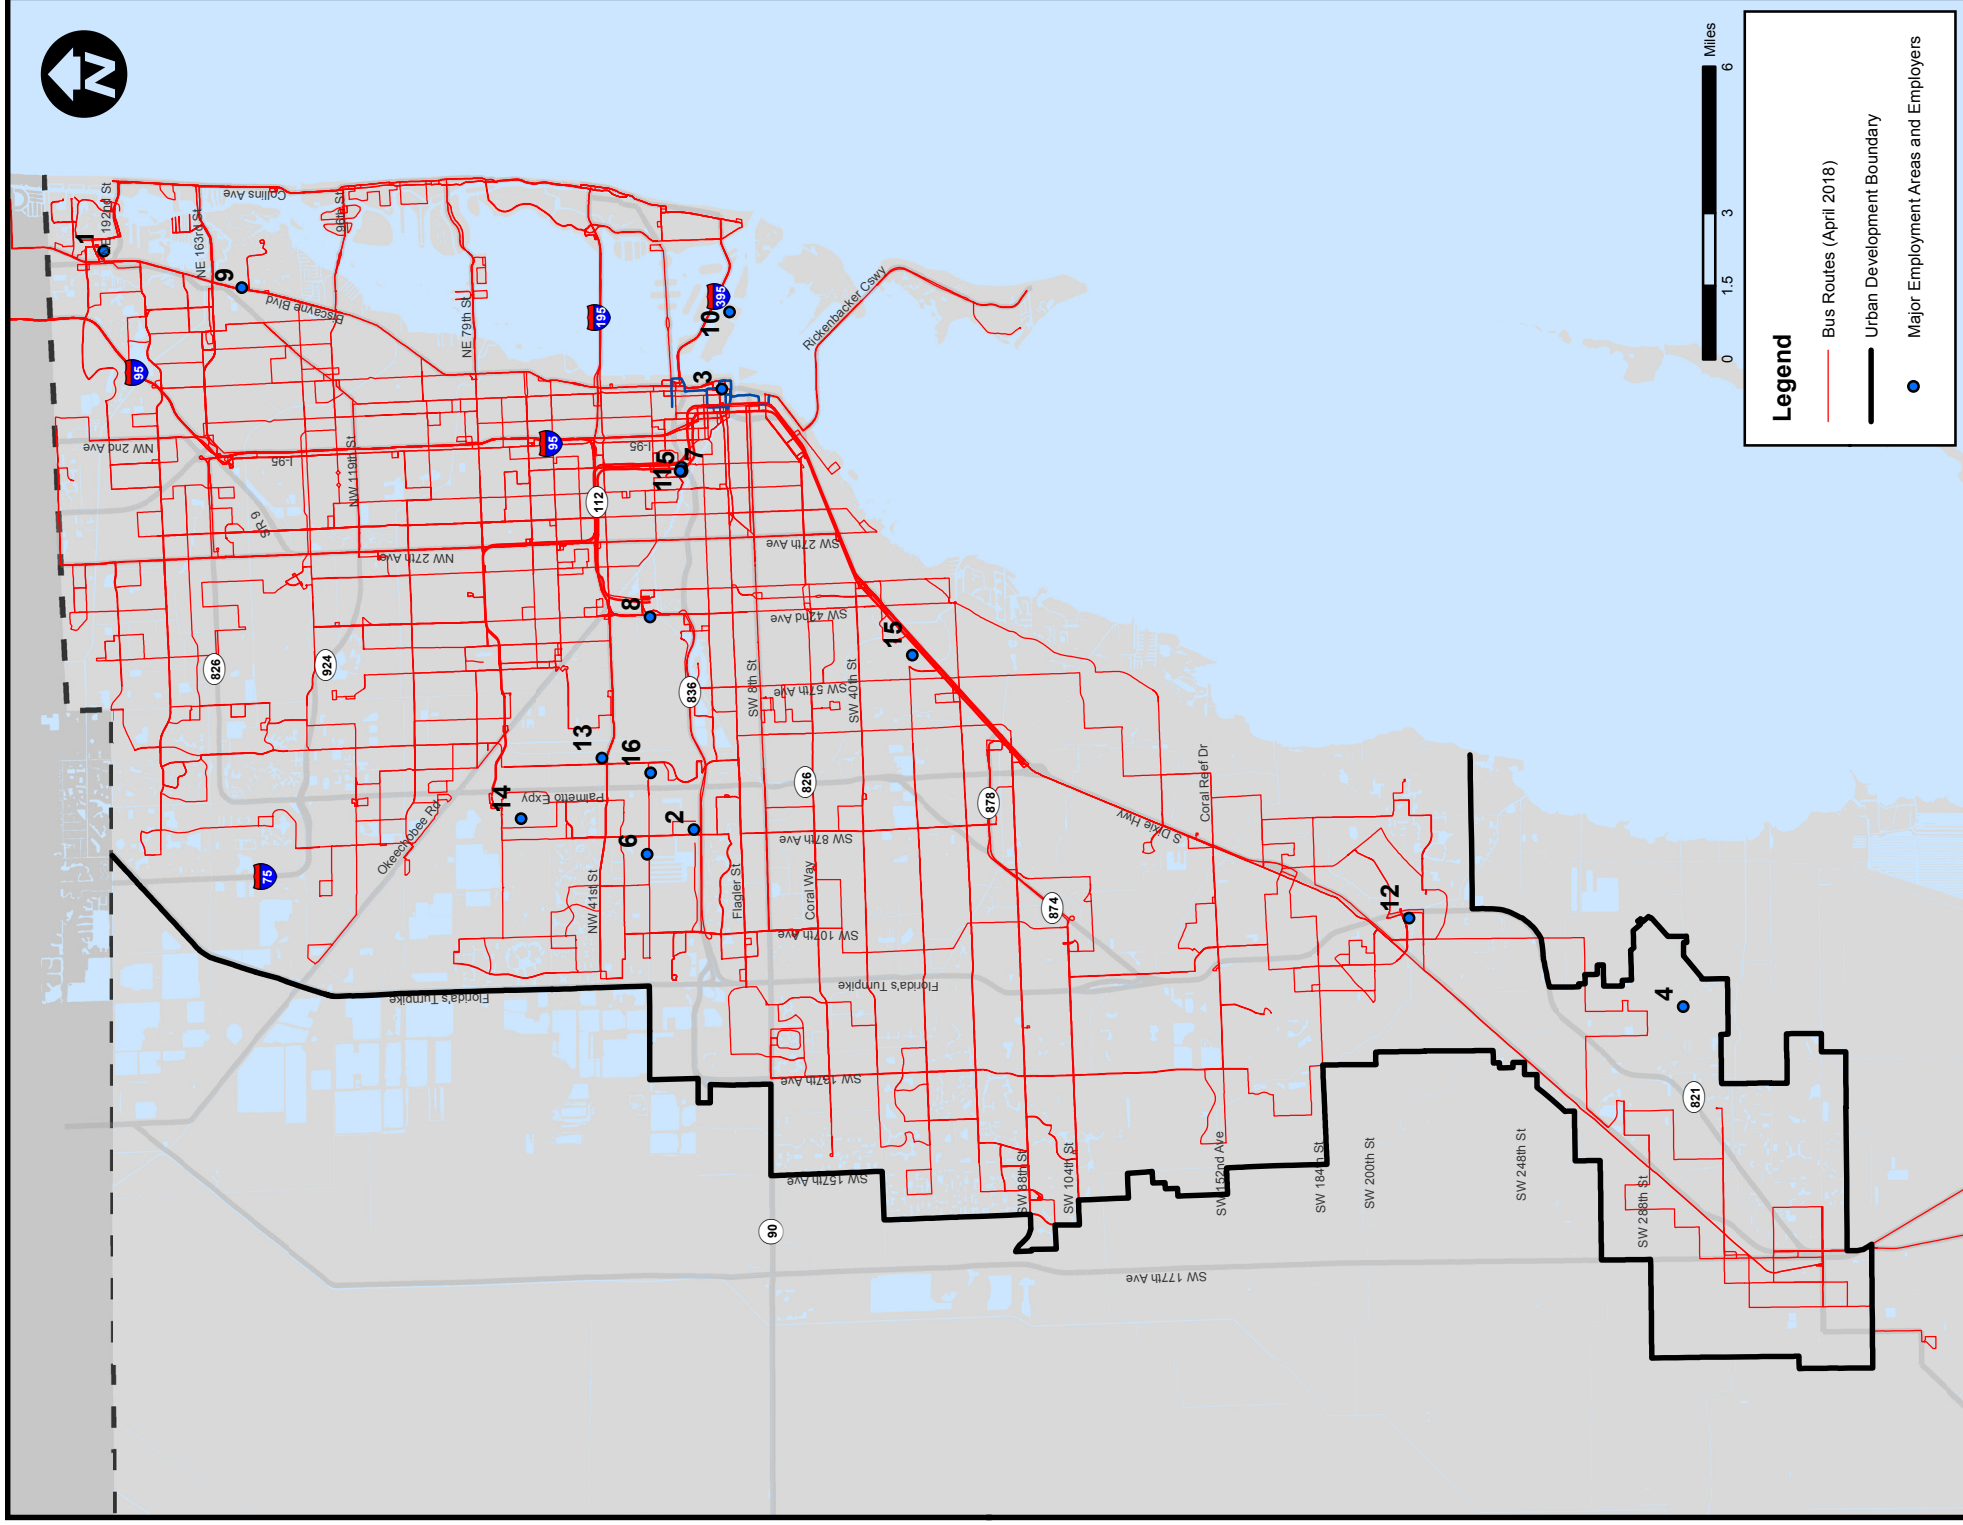 N
1
NE 192nd St
Collins Ave
NE 163rd St
9
96th St
Biscayne Blvd
95
NE 79th St
195
395
10
Rickenbacker Cswy
3
NW 2nd Ave
I-95
NW 119th St
95
I-95
7
SR 9
112
NW 27th Ave
SW 27th Ave
8
826
924
836
SW 8th St
SW 42nd Ave
SW 57th Ave
SW 40th St
15
13
16
14
Palmetto Expy
2
6
826
SW 87th Ave
878
S Dixie Hwy
Coral Reef Dr
Okeechobee Rd
75
NW 41st St
Flagler St
Coral Way
SW 107th Ave
874
12
Florida's Turnpike
Florida's Turnpike
4
SW 137th Ave
821
SW 157th Ave
SW 88th St
SW 104th St
SW 152nd Ave
SW 184th St
SW 200th St
SW 248th St
SW 288th St
90
SW 177th Ave
0 1.5 3 6
Miles
Legend
Bus Routes (April 2018)
Urban Development Boundary
Major Employment Areas and Employers